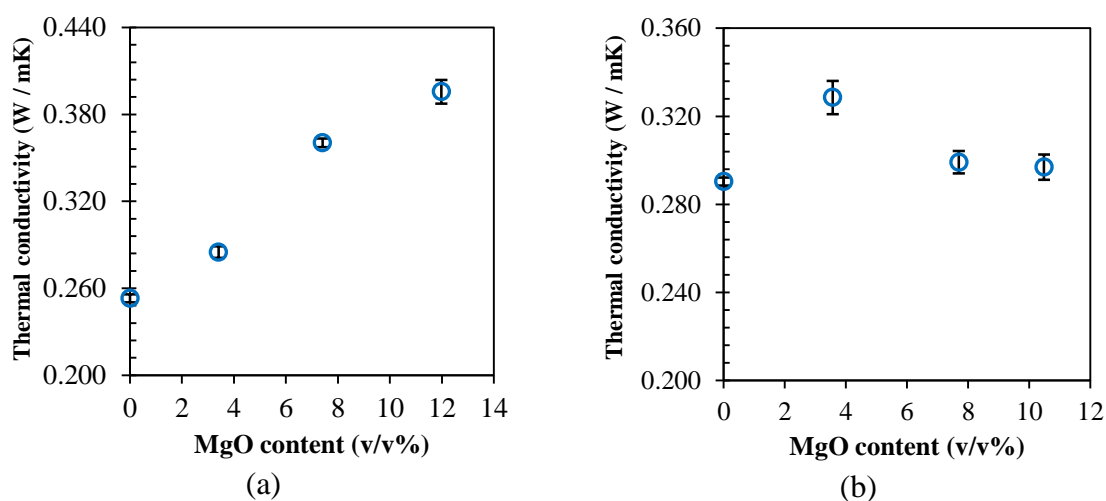 Thermal conductivity (W / mK)
0.440
0.380
0.320
0.260
0.200
0 2 4 6 8 10 12 14
MgO content (v/v%)
(a)
Thermal conductivity (W / mK)
0.360
0.320
0.280
0.240
0.200
0 2 4 6 8 10 12
MgO content (v/v%)
(b)